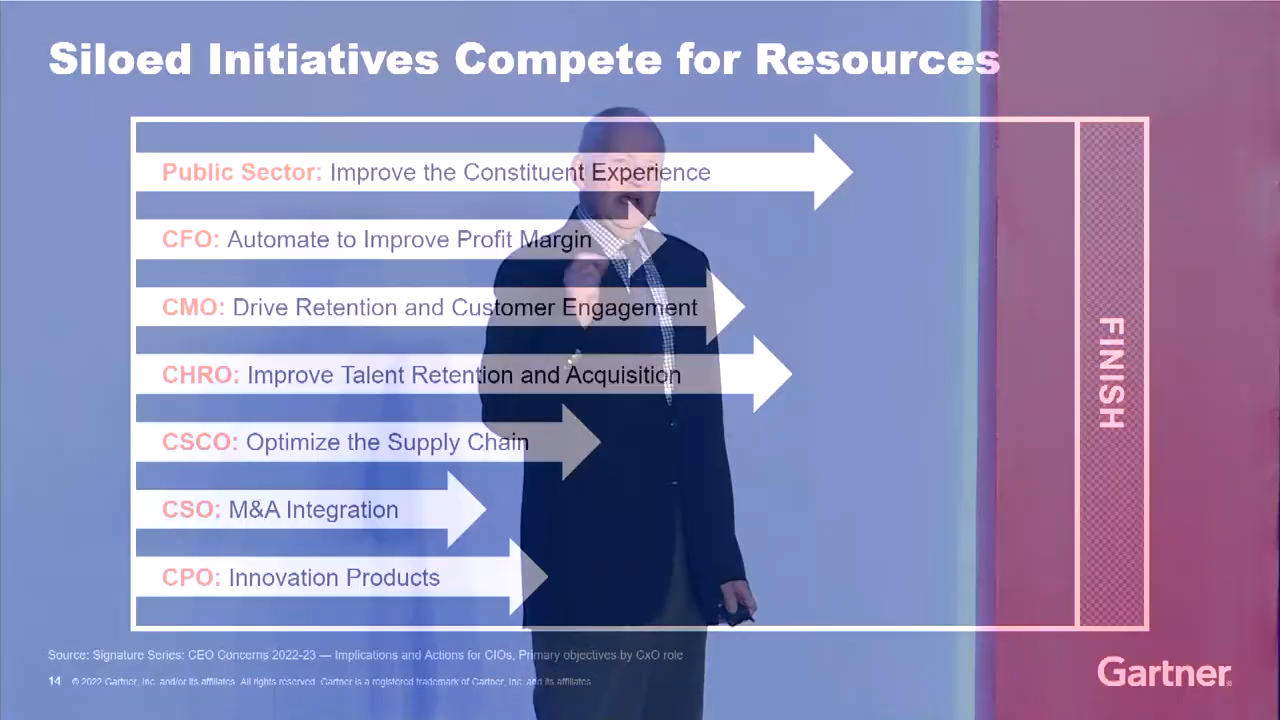 Siloed Initiatives Compete for Resources
Public Sector: Improve the Constituent Experience
CFO: Automate to Improve Profit Margin
CMO: Drive Retention and Customer Engagement
CHRO: Improve Talent Retention and Acquisition
CSCO: Optimize the Supply Chain
CSO: M&A Integration
CPO: Innovation Products
FINISH
Source: Signature Series: CEO Concerns 2022-23 — Implications and Actions for CIOs, Primary objectives by CxO role
14 © 2022 Gartner, Inc. and/or its affiliates. All rights reserved. Gartner is a registered trademark of Gartner, Inc. and its affiliates.
Gartner®